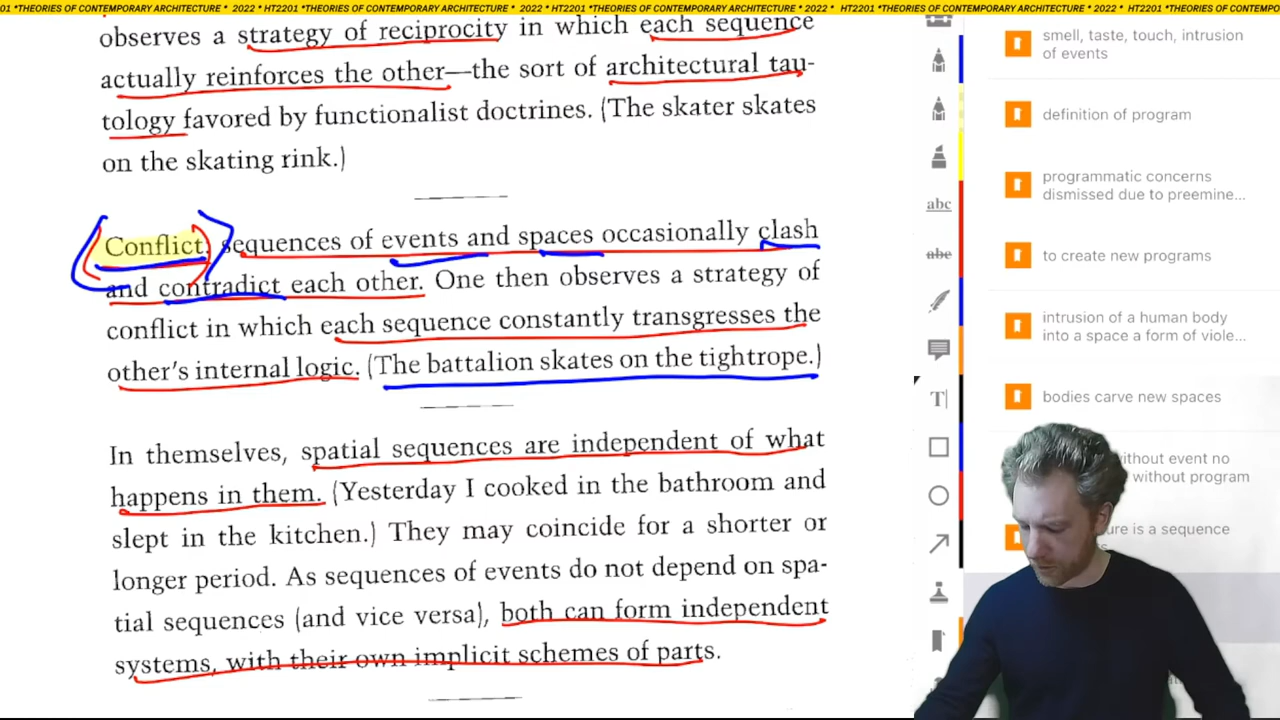 01 *THEORIES OF CONTEMPORARY ARCHITECTURE * 2022 * HT2201 *THEORIES OF CONTEMPORARY ARCHITECTURE * 2022 * HT2201 *THEORIES OF CONTEMPORARY ARCHITECTURE * 2022 * HT2201 *THEORIES OF CONTEMPO
observes a strategy of reciprocity in which each sequence
actually reinforces the other—the sort of architectural tau-
tology favored by functionalist doctrines. (The skater skates
on the skating rink.)
Conflict. sequences of events and spaces occasionally clash
and contradict each other. One then observes a strategy of
conflict in which each sequence constantly transgresses the
other's internal logic. (The battalion skates on the tightrope.)
In themselves, spatial sequences are independent of what
happens in them. (Yesterday I cooked in the bathroom and
slept in the kitchen.) They may coincide for a shorter or
longer period. As sequences of events do not depend on spa-
tial sequences (and vice versa), both can form independent
systems, with their own implicit schemes of parts.
abc
abc
T
smell, taste, touch, intrusion
of events
definition of program
programmatic concerns
dismissed due to preemine...
to create new programs
intrusion of a human body
into a space a form of viole...
bodies carve new spaces
without event no
without program
is a sequence